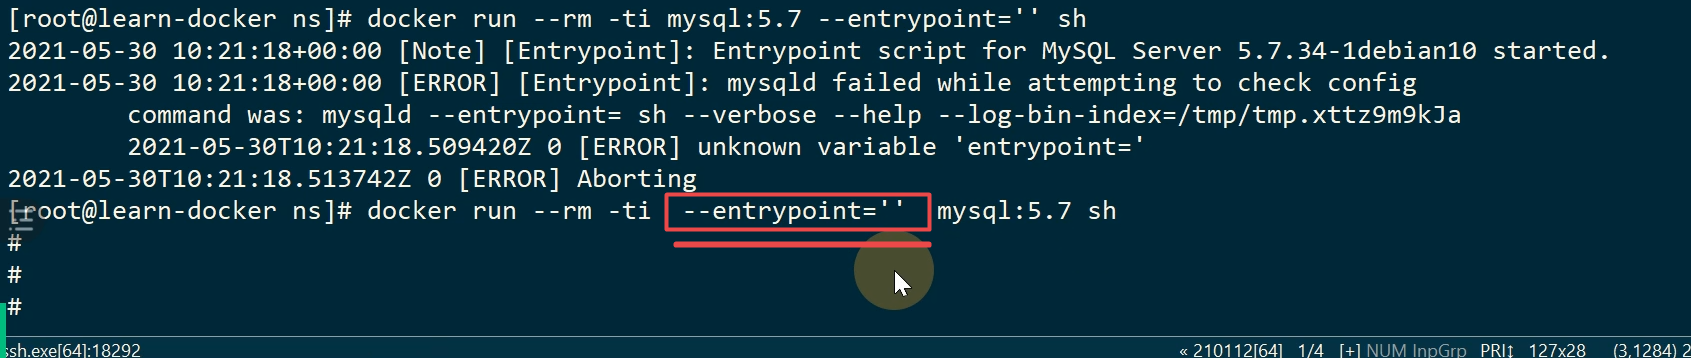 [root@learn-docker ns]# docker run --rm -ti mysql:5.7 --entrypoint='' sh
2021-05-30 10:21:18+00:00 [Note] [Entrypoint]: Entrypoint script for MySQL Server 5.7.34-1debian10 started.
2021-05-30 10:21:18+00:00 [ERROR] [Entrypoint]: mysqld failed while attempting to check config
command was: mysqld --entrypoint= sh --verbose --help --log-bin-index=/tmp/tmp.xttz9m9kJa
2021-05-30T10:21:18.509420Z 0 [ERROR] unknown variable 'entrypoint='
2021-05-30T10:21:18.513742Z 0 [ERROR] Aborting
[root@learn-docker ns]# docker run --rm -ti --entrypoint='' mysql:5.7 sh
#
#
#
ssh.exe[64]:18292 « 210112[64] 1/4 [+] NUM InpGrp PRI↕ 127x28 (3,1284) 2